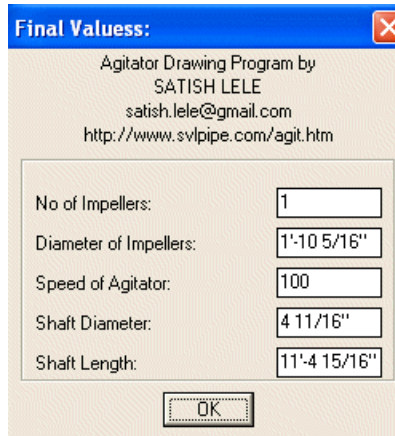 Final Valuess:
Agitator Drawing Program by
SATISH LELE
satish.lele@gmail.com
http://www.svlpipe.com/agit.htm
No of Impellers: 1
Diameter of Impellers: 1'-10 5/16"
Speed of Agitator: 100
Shaft Diameter: 4 11/16"
Shaft Length: 11'-4 15/16"
OK